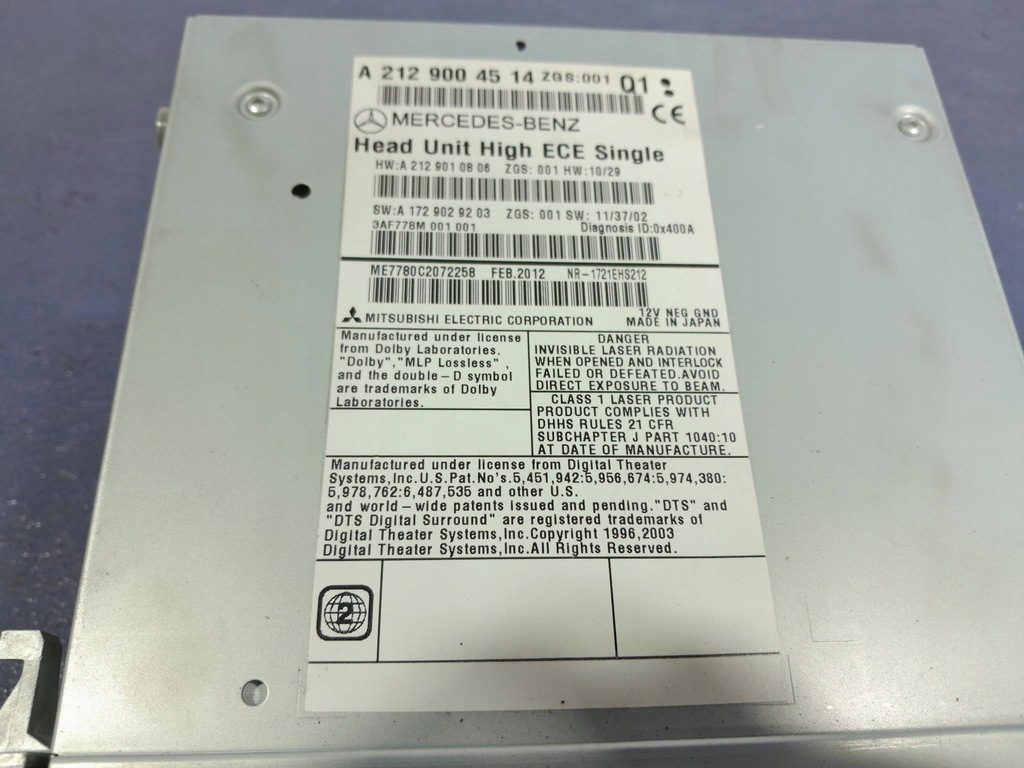 A 212 900 45 14 ZGS:001 Q1
CE
MERCEDES-BENZ
Head Unit High ECE Single
HW:A 212 901 08 06 ZGS: 001 HW:10/29
SW:A 172 902 92 03 ZGS: 001 SW: 11/37/02
3AF778M 001 001 Diagnosis ID:0x400A
ME7780C2072258 FEB.2012 NR-1721EHS212
12V NEG GND
MITSUBISHI ELECTRIC CORPORATION MADE IN JAPAN
Manufactured under license
from Dolby Laboratories.
"Dolby","MLP Lossless",
and the double-D symbol
are trademarks of Dolby
Laboratories.
DANGER
INVISIBLE LASER RADIATION
WHEN OPENED AND INTERLOCK
FAILED OR DEFEATED.AVOID
DIRECT EXPOSURE TO BEAM.
CLASS 1 LASER PRODUCT
PRODUCT COMPLIES WITH
DHHS RULES 21 CFR
SUBCHAPTER J PART 1040:10
AT DATE OF MANUFACTURE.
Manufactured under license from Digital Theater
Systems,Inc.U.S.Pat.No's.5,451,942:5,956,674:5,974,380:
5,978,762:6,487,535 and other U.S.
and world-wide patents issued and pending."DTS" and
"DTS Digital Surround" are registered trademarks of
Digital Theater Systems,Inc.Copyright 1996,2003
Digital Theater Systems,Inc.All Rights Reserved.
2